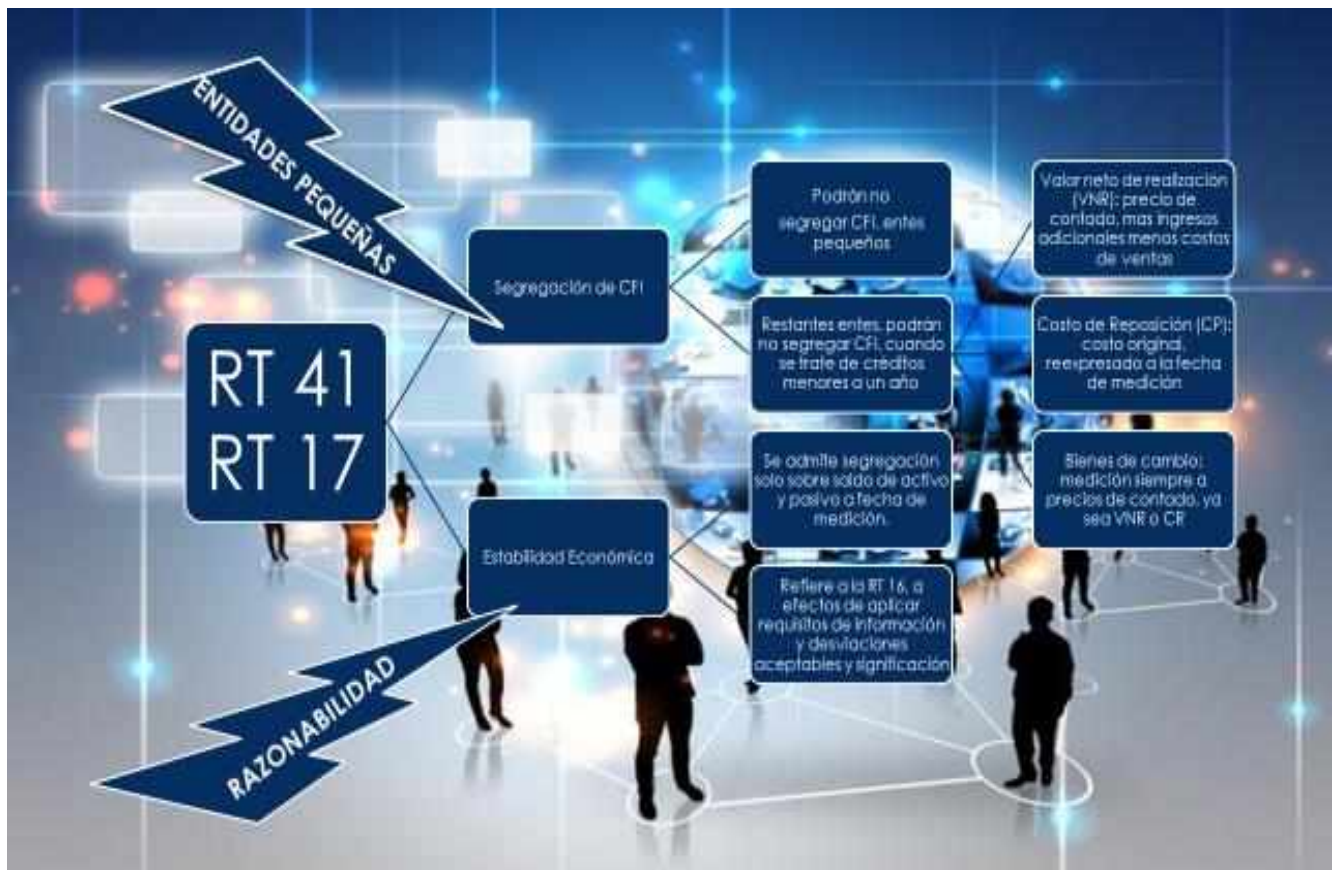 ENTIDADES PEQUEÑAS
RT 41
RT 17
RAZONABILIDAD
Segregación de CFI
Estabilidad Económica
Podrán no
segregar CFI, entes
pequeños
Restantes entes, podrán
no segregar CFI, cuando
se trate de créditos
menores a un año
Se admite segregación
solo sobre saldo de activo
y pasivo a fecha de
medición.
Refiere a la RT 16, a
efectos de aplicar
requisitos de información
y desviaciones
aceptables y significación
Valor neto de realización
(VNR): precio de
contado, mas ingresos
adicionales menos costos
de ventas
Costo de Reposición (CP):
costo original,
reexpresado a la fecha
de medición
Bienes de cambio:
medición siempre a
precios de contado, ya
sea VNR o CR